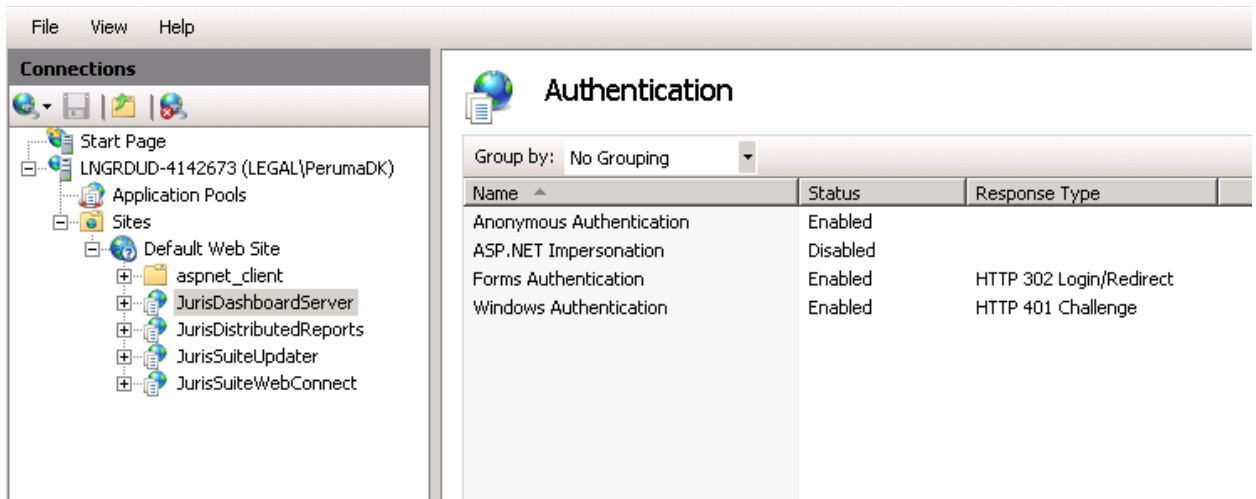 File View Help
Connections
Start Page
LNGRDUD-4142673 (LEGAL\PerumaDK)
Application Pools
Sites
Default Web Site
aspnet_client
JurisDashboardServer
JurisDistributedReports
JurisSuiteUpdater
JurisSuiteWebConnect
Authentication
Group by: No Grouping
Name Status Response Type
Anonymous Authentication Enabled
ASP.NET Impersonation Disabled
Forms Authentication Enabled HTTP 302 Login/Redirect
Windows Authentication Enabled HTTP 401 Challenge